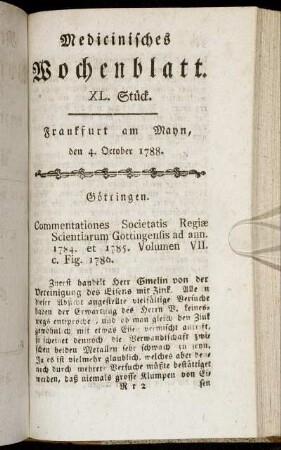 Medicinisches
Wochenblatt.
XL. Stück.
Frankfurt am Mayn,
den 4. October 1788.
Göttingen.
Commentationes Societatis Regiæ
Scientiarum Gottingensis ad ann.
1784. et 1785. Volumen VII.
c. Fig. 1786.
Zuerst handelt Herr Gmelin von der
Vereinigung des Eisens mit Zink. Alle in
dieser Absicht angestellte vielfältige Versuche
haben der Erwartung des Herrn V. keines-
wegs entsprochen, und ob man gleich den Zink
gewöhnlich mit etwas Eisen vermischt antrift,
so scheinet dennoch die Verwandtschaft zwi-
schen beiden Metallen sehr schwach zu seyn.
Ja es ist vielmehr glaublich, welches aber den-
noch durch mehrere Versuche müßte bestättiget
werden, daß niemals grosse Klumpen von Ei-
Rr 2
sen